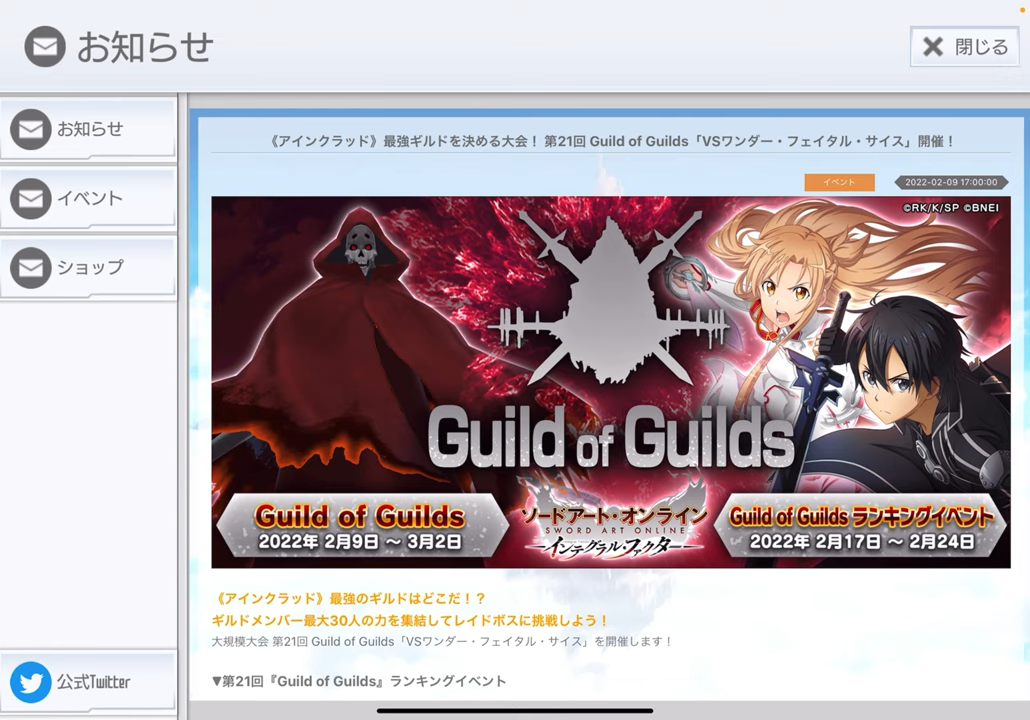 お知らせ
閉じる
お知らせ
イベント
ショップ
公式Twitter
《アインクラッド》最強ギルドを決める大会！ 第21回 Guild of Guilds「VSワンダー・フェイタル・サイス」開催！
イベント
2022-02-09 17:00:00
©RK/K/SP ©BNEI
Guild of Guilds
Guild of Guilds
2022年 2月9日 ～ 3月2日
ソードアート・オンライン
SWORD ART ONLINE
インテグラル・ファクター
Guild of Guilds ランキングイベント
2022年 2月17日 ～ 2月24日
《アインクラッド》最強のギルドはどこだ！？
ギルドメンバー最大30人の力を集結してレイドボスに挑戦しよう！
大規模大会 第21回 Guild of Guilds「VSワンダー・フェイタル・サイス」を開催します！
▼第21回『Guild of Guilds』ランキングイベント